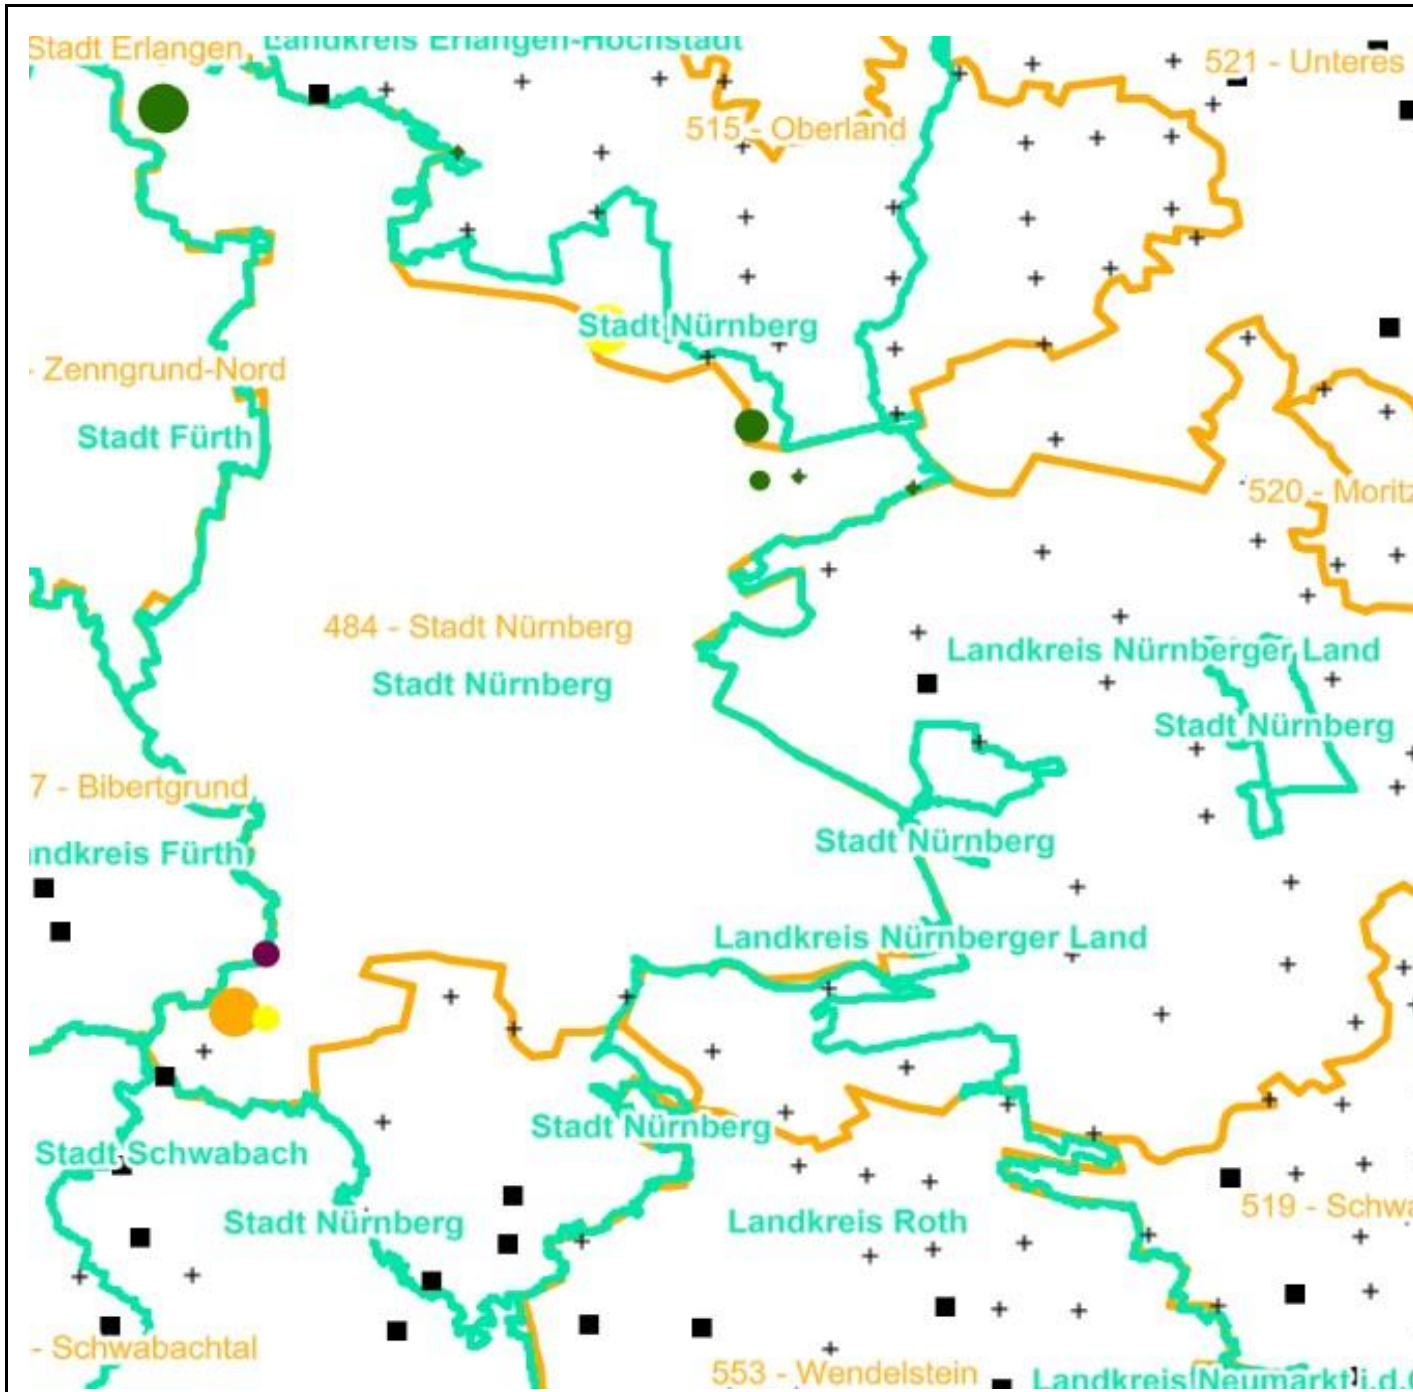 Stadt Erlangen
Landkreis Erlangen-Höchstadt
521 - Unteres
515 - Oberland
Stadt Nürnberg
- Zenngrund-Nord
Stadt Fürth
520 - Moritz
484 - Stadt Nürnberg
Stadt Nürnberg
Landkreis Nürnberger Land
Stadt Nürnberg
7 - Bibertgrund
Stadt Nürnberg
ndkreis Fürth
Landkreis Nürnberger Land
Stadt Nürnberg
Stadt Schwabach
Stadt Nürnberg
Landkreis Roth
519 - Schwa
- Schwabachtal
553 - Wendelstein
Landkreis Neumarkt i.d.